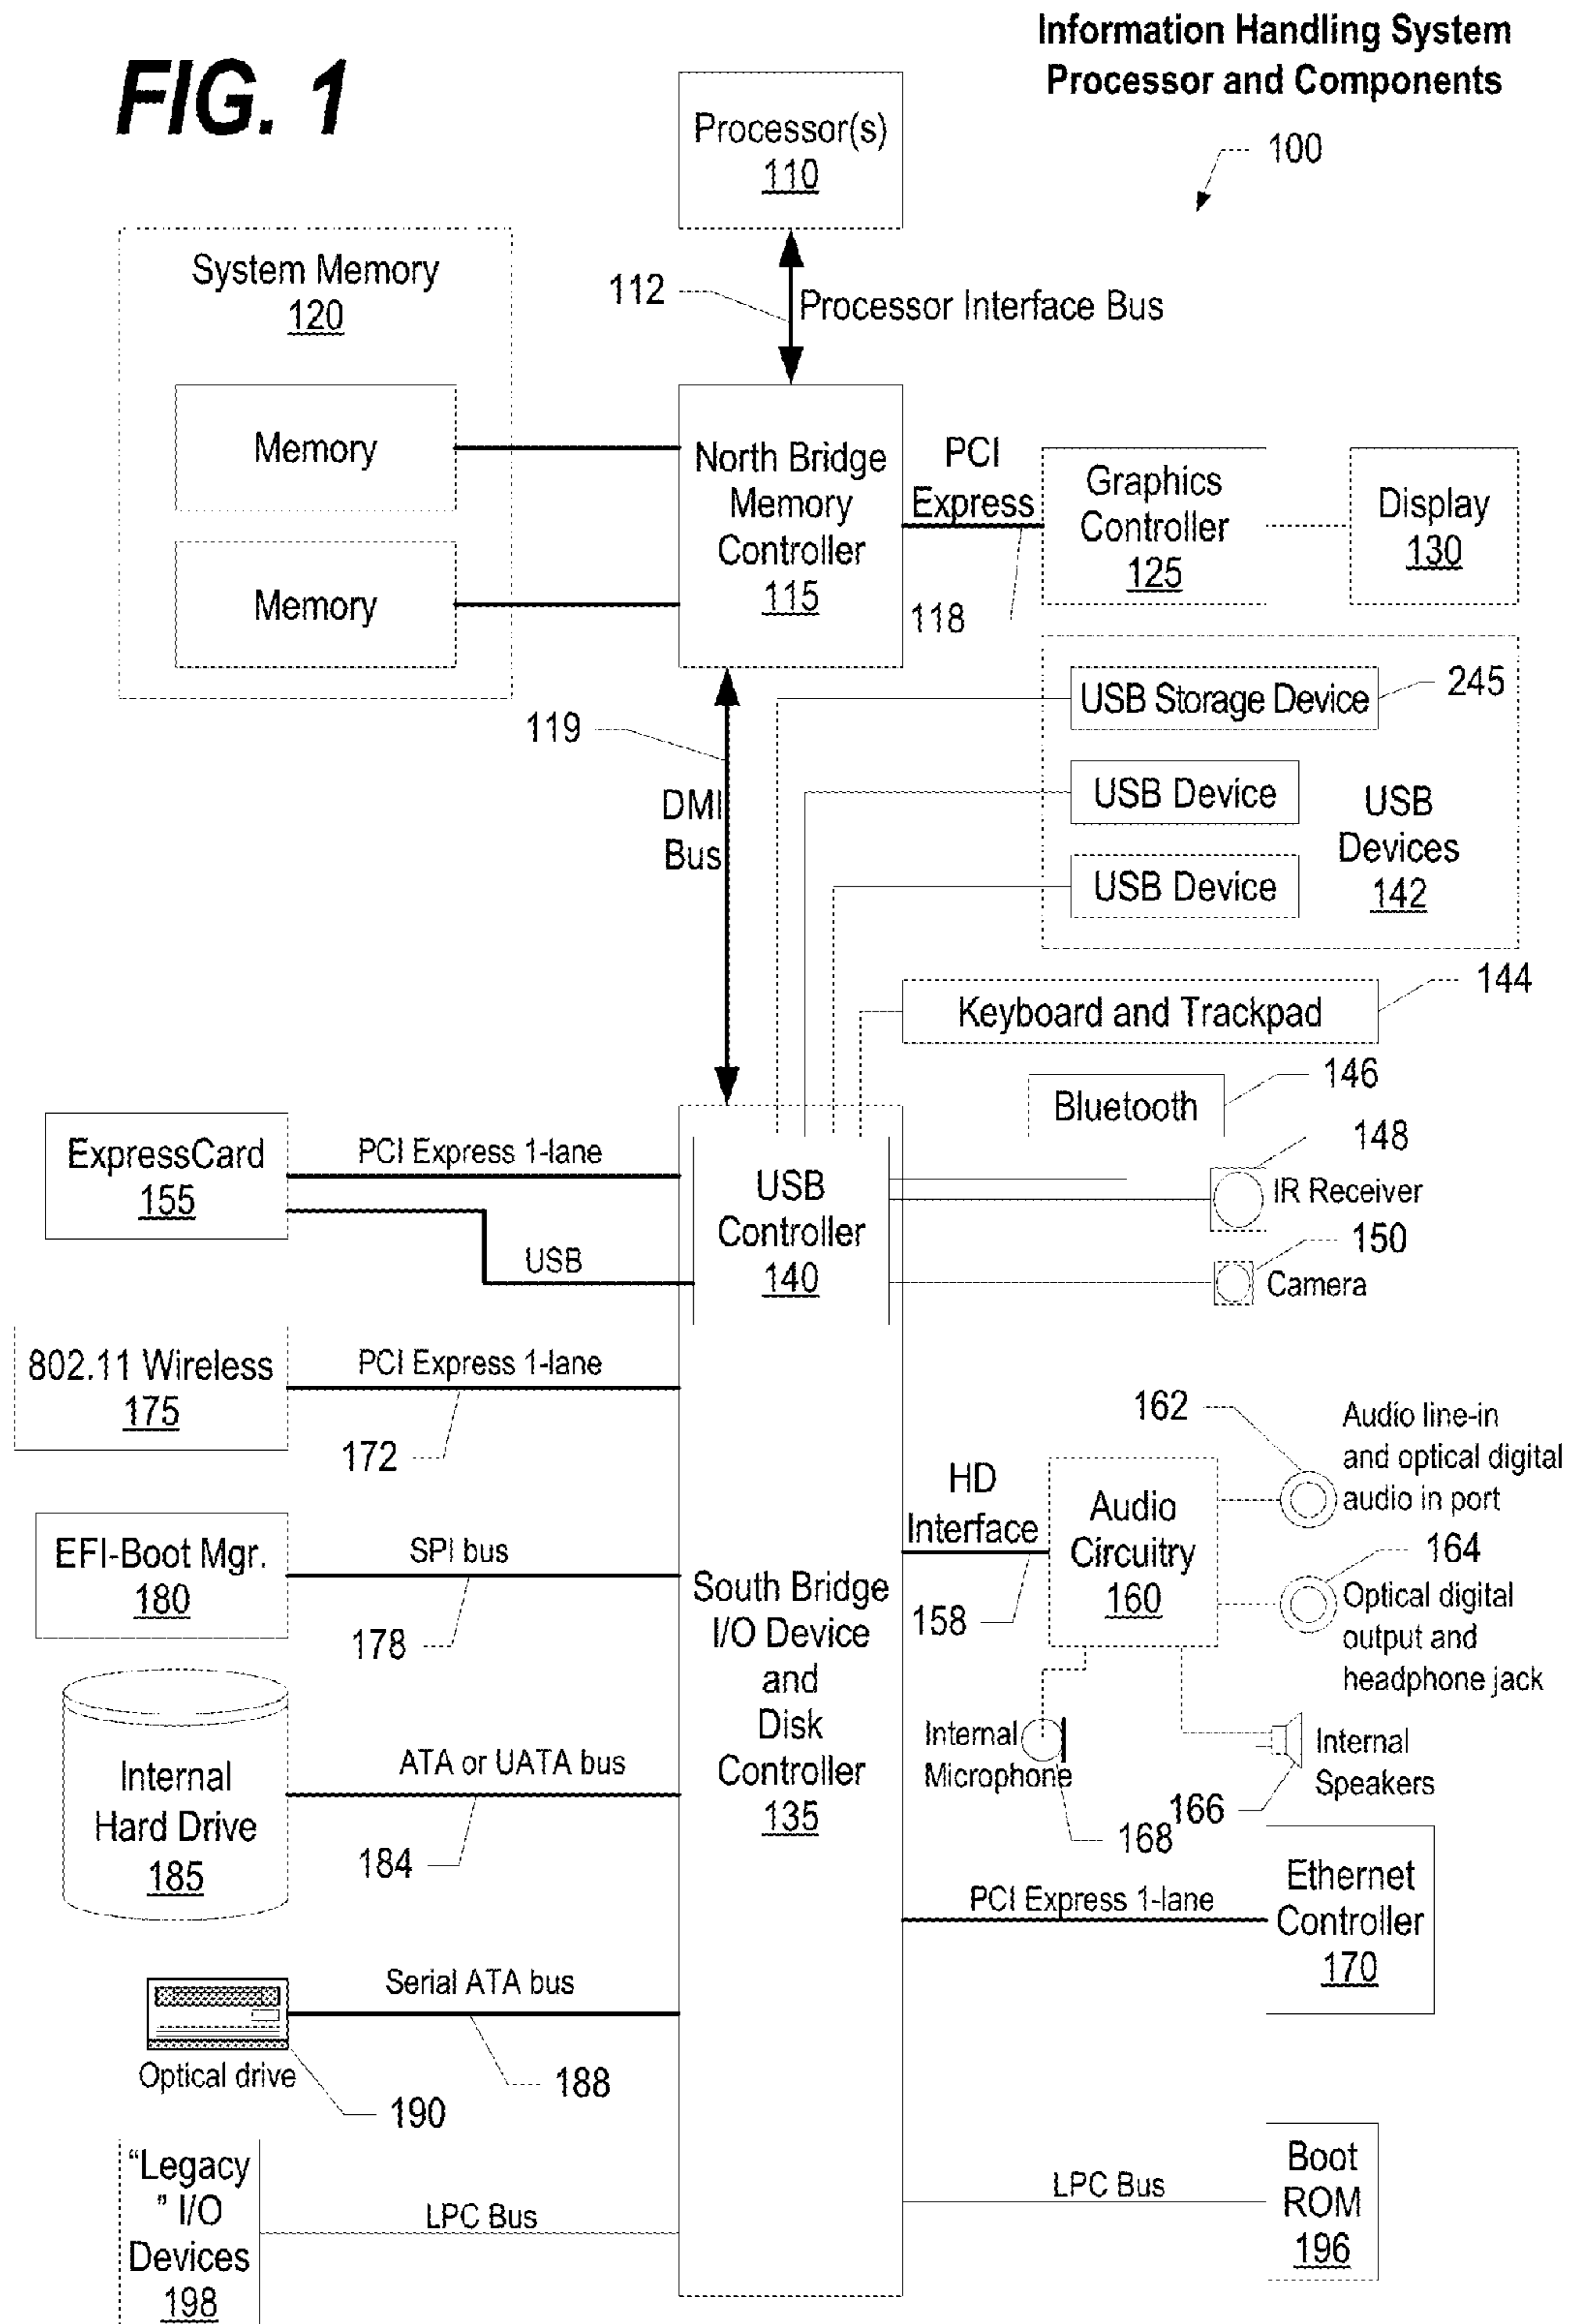 Information Handling System
Processor and Components
FIG. 1
100
Processor(s)
110
System Memory
120
112
Processor Interface Bus
Memory
Memory
North Bridge
Memory
Controller
115
PCI
Express
118
Graphics
Controller
125
Display
130
119
DMI
Bus
USB Storage Device
245
USB Device
USB Device
USB
Devices
142
Keyboard and Trackpad
144
Bluetooth
146
148
IR Receiver
150
Camera
ExpressCard
155
PCI Express 1-lane
USB
USB
Controller
140
802.11 Wireless
175
PCI Express 1-lane
172
162
Audio line-in
and optical digital
audio in port
HD
Interface
158
Audio
Circuitry
160
164
Optical digital
output and
headphone jack
EFI-Boot Mgr.
180
SPI bus
178
South Bridge
I/O Device
and
Disk
Controller
135
Internal
Microphone
168
166
Internal
Speakers
Internal
Hard Drive
185
ATA or UATA bus
184
PCI Express 1-lane
Ethernet
Controller
170
Serial ATA bus
188
Optical drive
190
“Legacy
” I/O
Devices
198
LPC Bus
LPC Bus
Boot
ROM
196